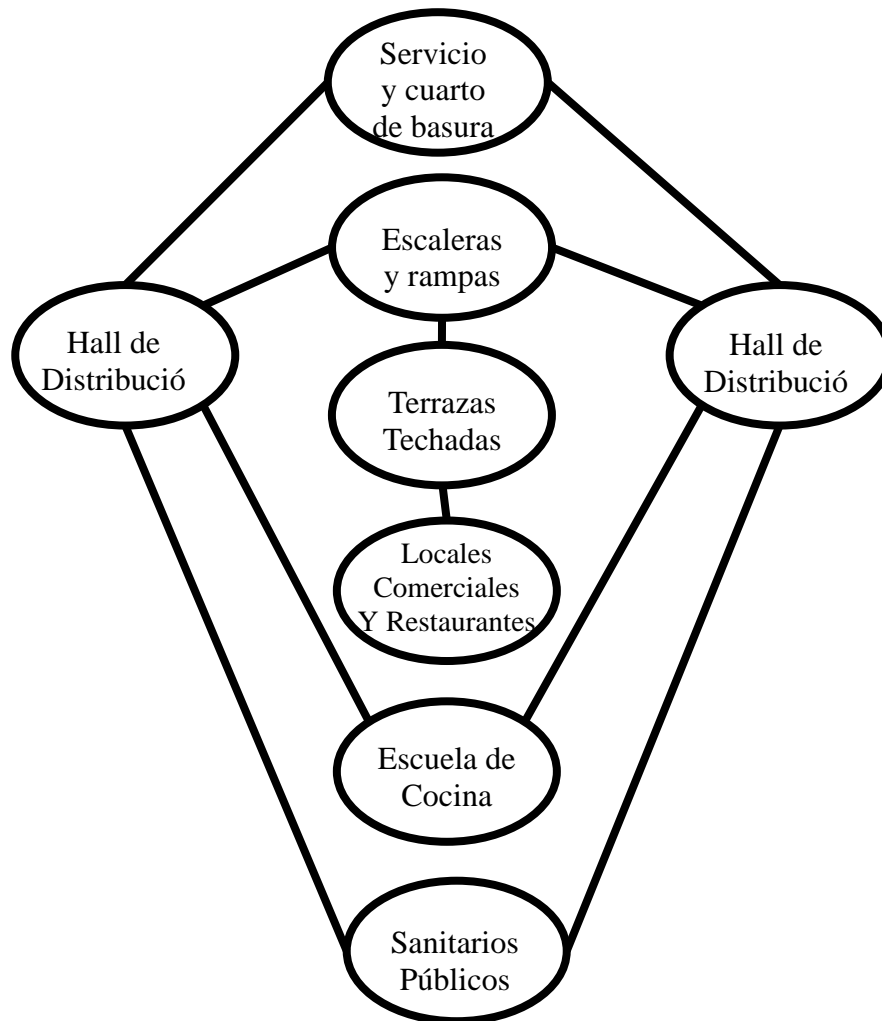 Servicio
y cuarto
de basura
Escaleras
y rampas
Hall de
Distribució
Hall de
Distribució
Terrazas
Techadas
Locales
Comerciales
Y Restaurantes
Escuela de
Cocina
Sanitarios
Públicos